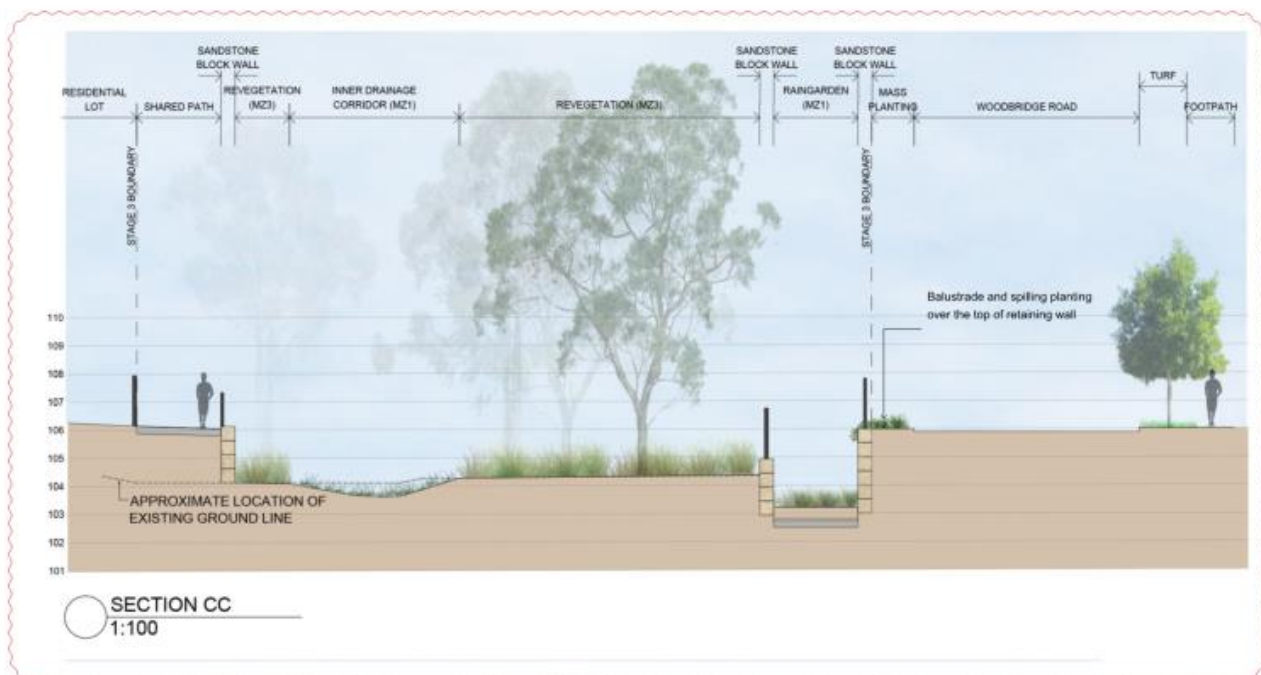 SANDSTONE
BLOCK WALL
SANDSTONE
BLOCK WALL
SANDSTONE
BLOCK WALL
RESIDENTIAL
LOT
SHARED PATH
REVEGETATION
(MZ3)
INNER DRAINAGE
CORRIDOR (MZ1)
REVEGETATION (MZ3)
RAINGARDEN
(MZ1)
MASS
PLANTING
WOODBRIDGE ROAD
TURF
FOOTPATH
STAGE 3 BOUNDARY
STAGE 3 BOUNDARY
Balustrade and spilling planting
over the top of retaining wall
110
109
108
107
106
105
104
103
102
101
APPROXIMATE LOCATION OF
EXISTING GROUND LINE
SECTION CC
1:100